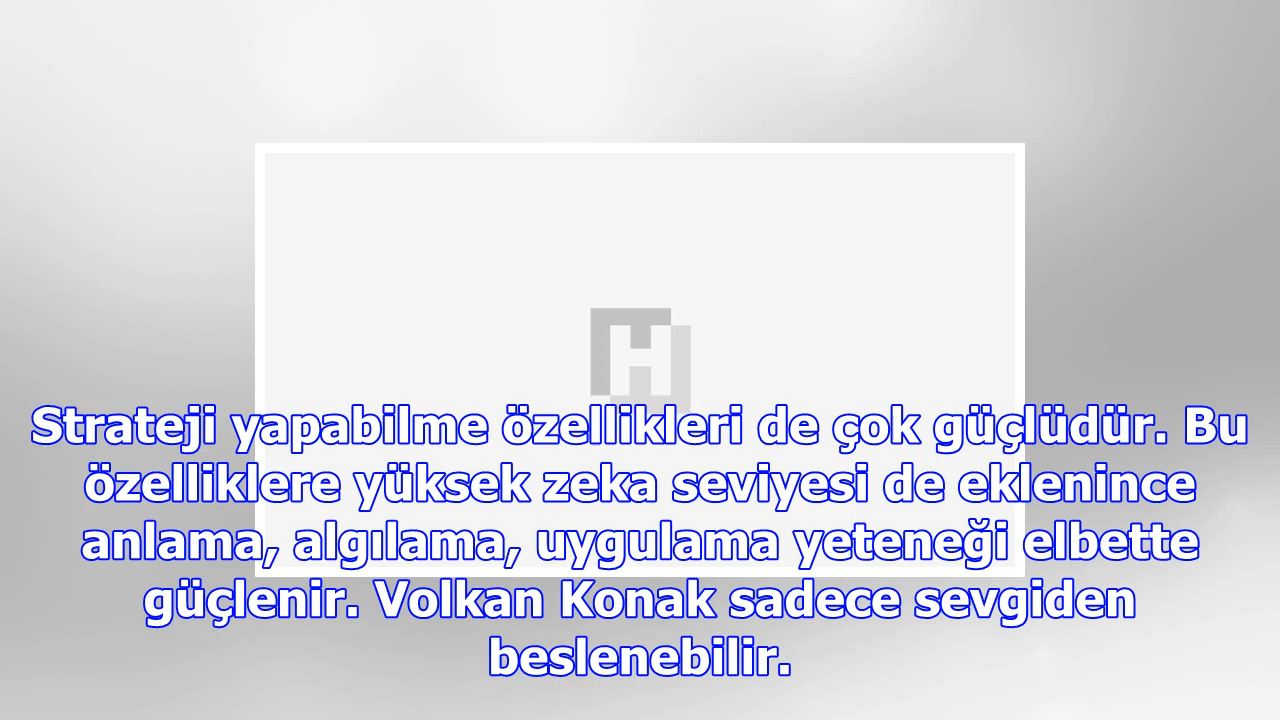 H
Strateji yapabilme özellikleri de çok güçlüdür. Bu
özelliklere yüksek zeka seviyesi de eklenince
anlama, algılama, uygulama yeteneği elbette
güçlenir. Volkan Konak sadece sevgiden
beslenebilir.